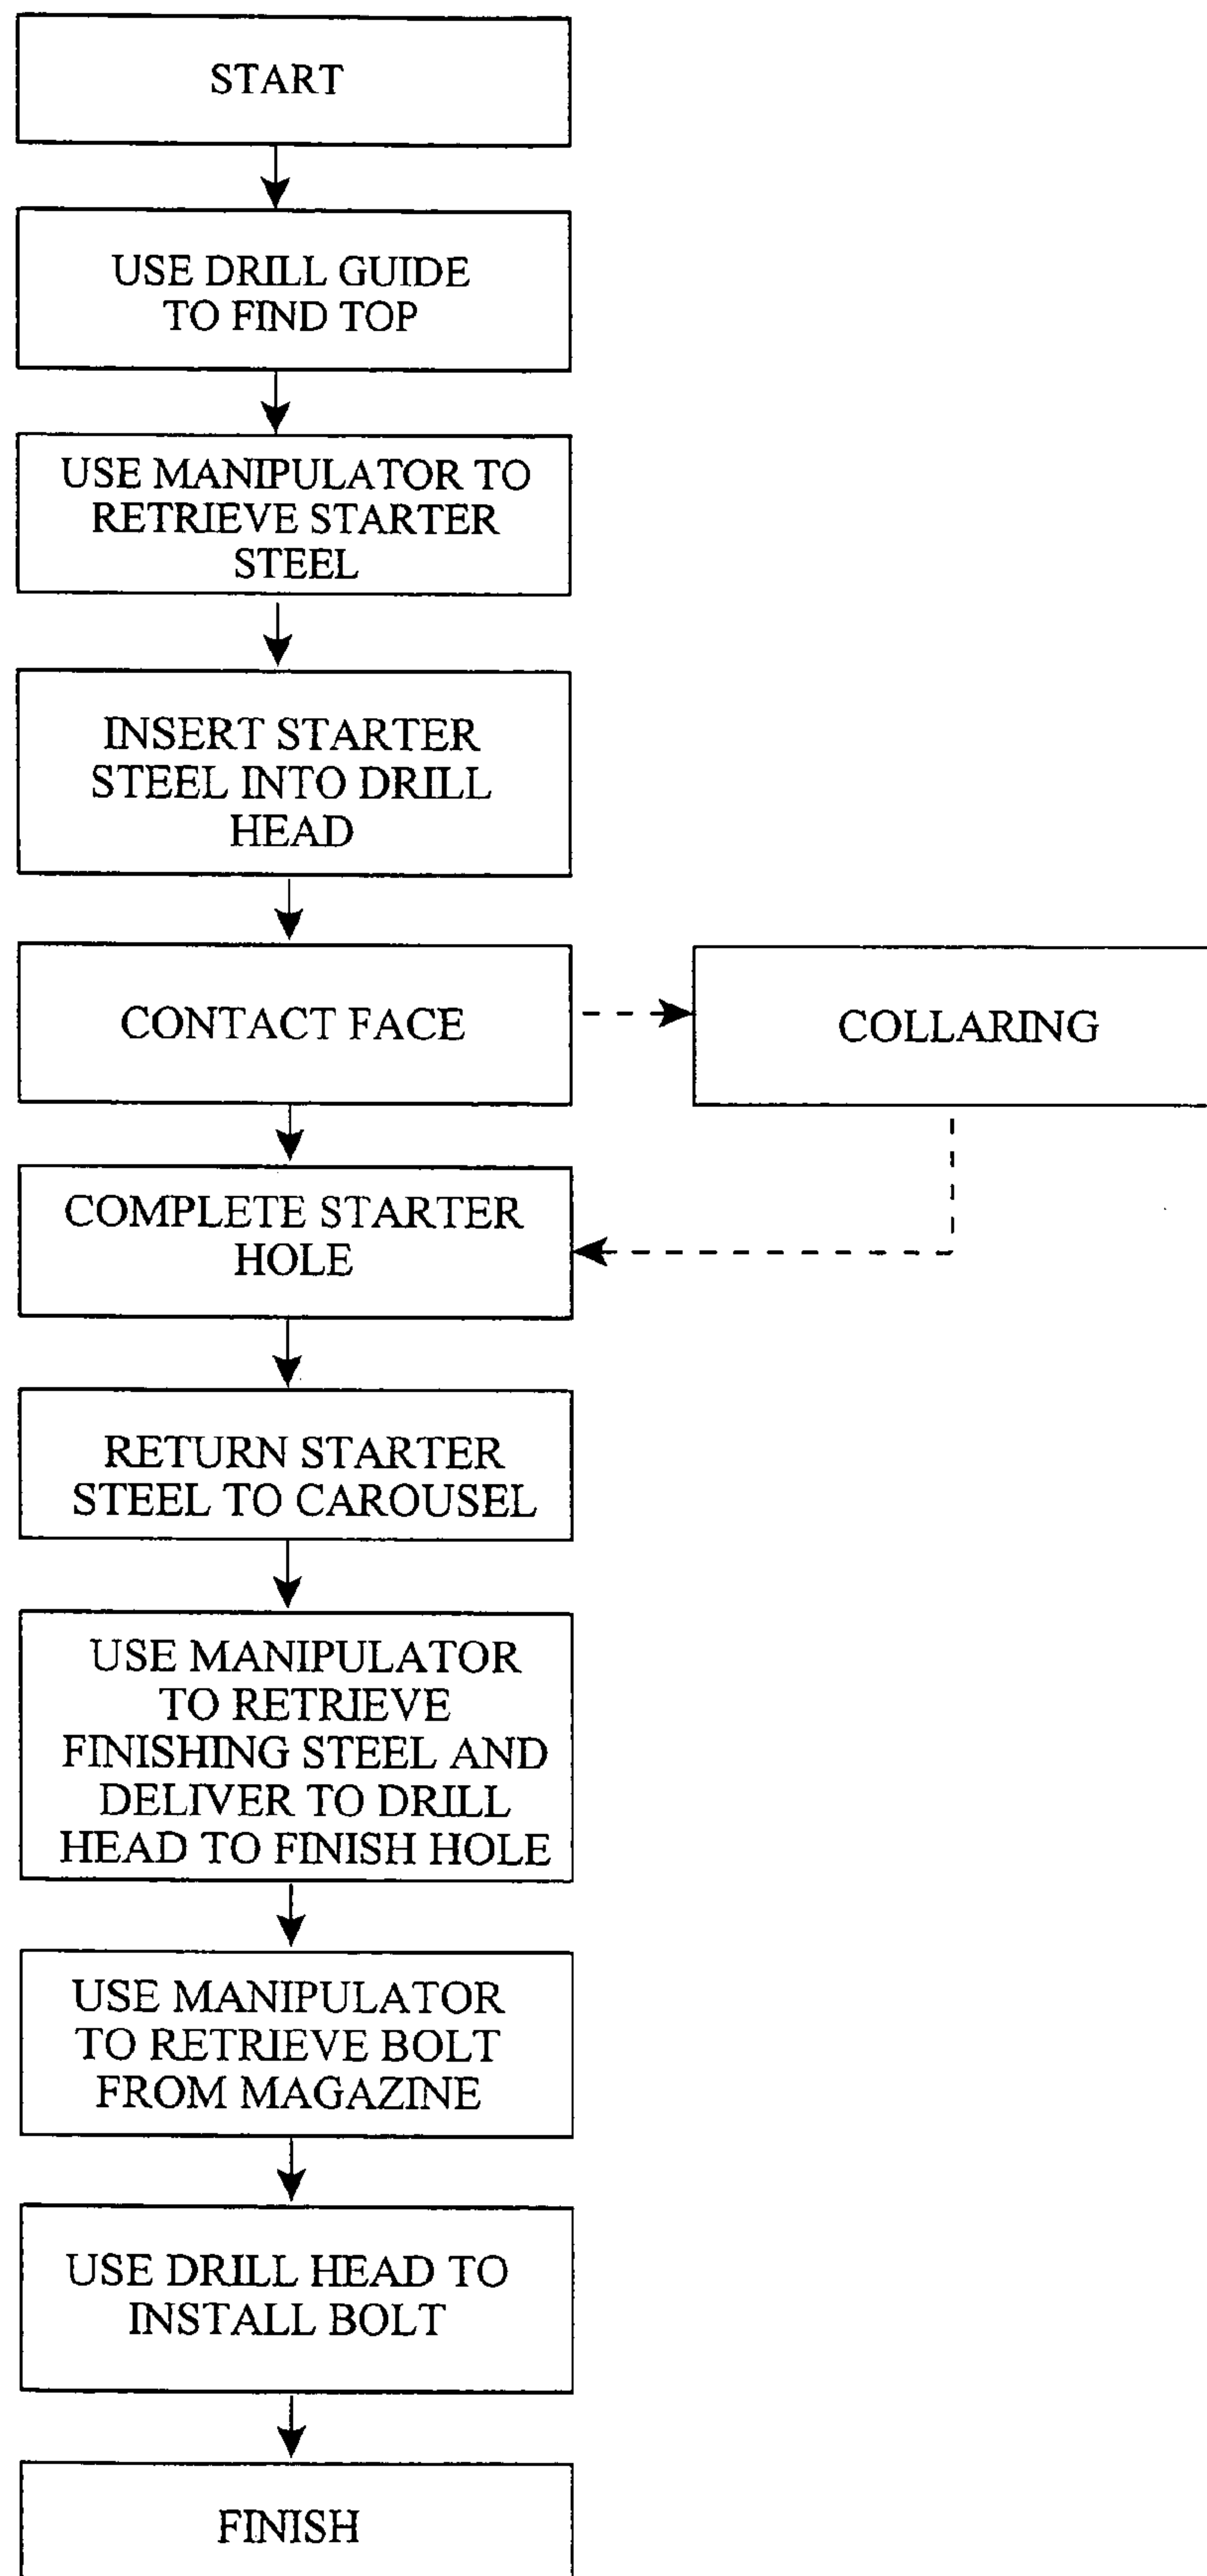 START
USE DRILL GUIDE
TO FIND TOP
USE MANIPULATOR TO
RETRIEVE STARTER
STEEL
INSERT STARTER
STEEL INTO DRILL
HEAD
CONTACT FACE
COLLARING
COMPLETE STARTER
HOLE
RETURN STARTER
STEEL TO CAROUSEL
USE MANIPULATOR
TO RETRIEVE
FINISHING STEEL AND
DELIVER TO DRILL
HEAD TO FINISH HOLE
USE MANIPULATOR
TO RETRIEVE BOLT
FROM MAGAZINE
USE DRILL HEAD TO
INSTALL BOLT
FINISH